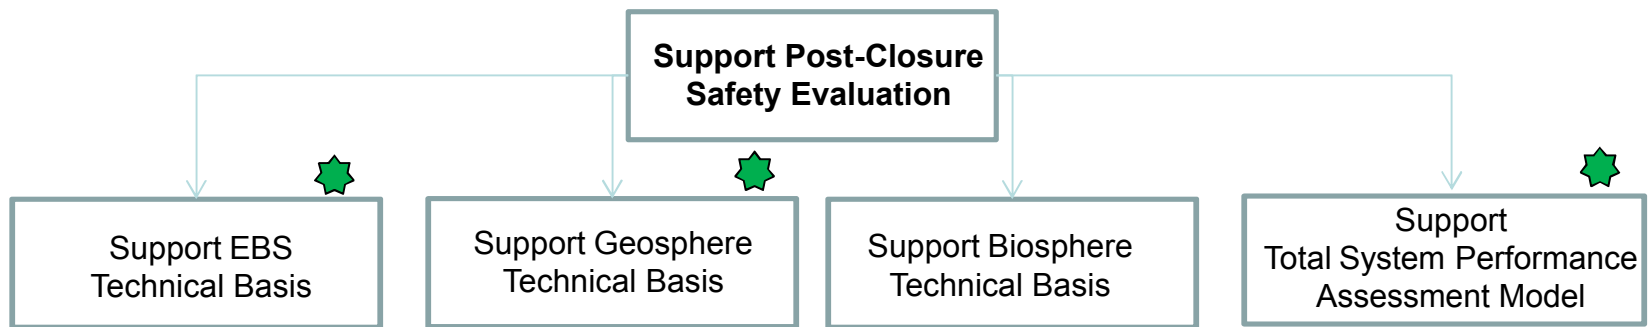 Support Post-Closure
Safety Evaluation
Support EBS
Technical Basis
Support Geosphere
Technical Basis
Support Biosphere
Technical Basis
Support
Total System Performance
Assessment Model